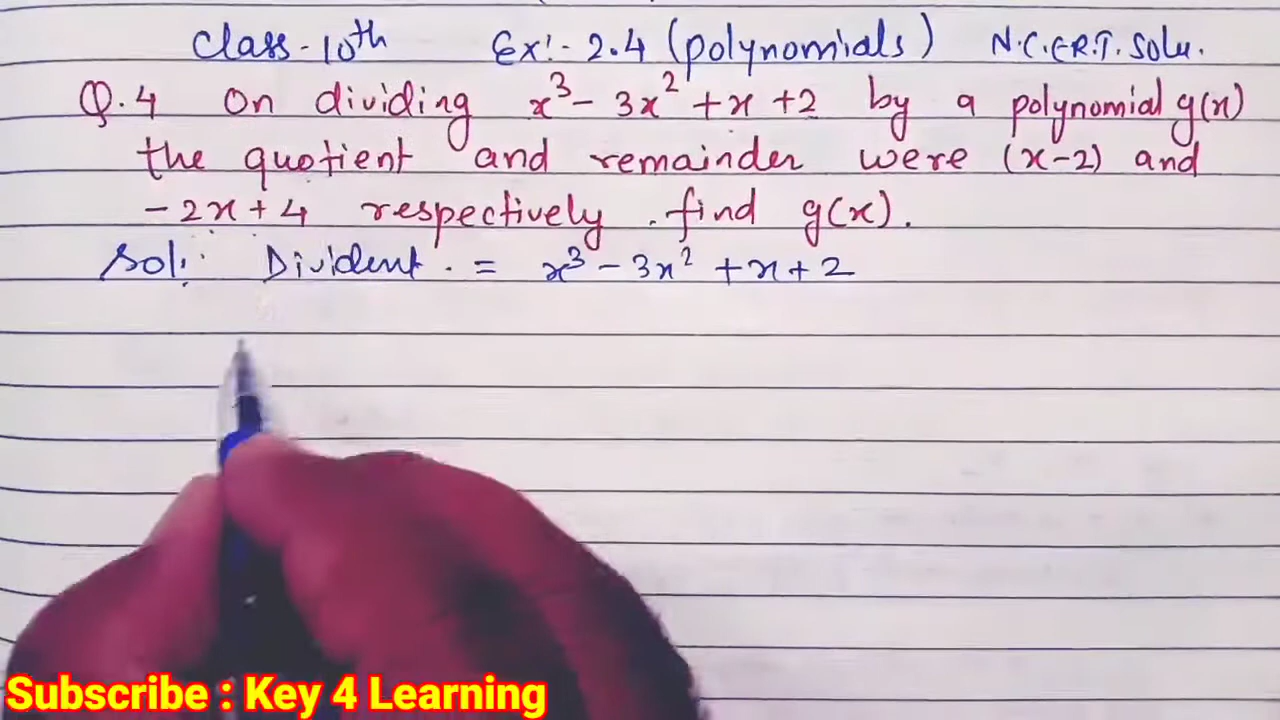 Class - 10th Ex:- 2.4 (polynomials) N.C.E.R.T. Solu.
Q.4 On dividing x³ - 3x² + x + 2 by a polynomial g(x)
the quotient and remainder were (x-2) and
-2x + 4 respectively . find g(x).
Sol:. Divident . = x³ - 3x² + x + 2
Subscribe : Key 4 Learning